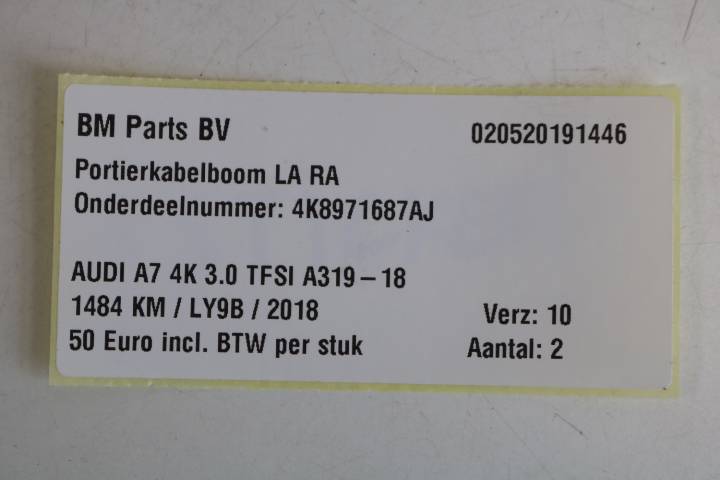 BM Parts BV 020520191446
Portierkabelboom LA RA
Onderdeelnummer: 4K8971687AJ
AUDI A7 4K 3.0 TFSI A319-18
1484 KM / LY9B / 2018 Verz: 10
50 Euro incl. BTW per stuk Aantal: 2